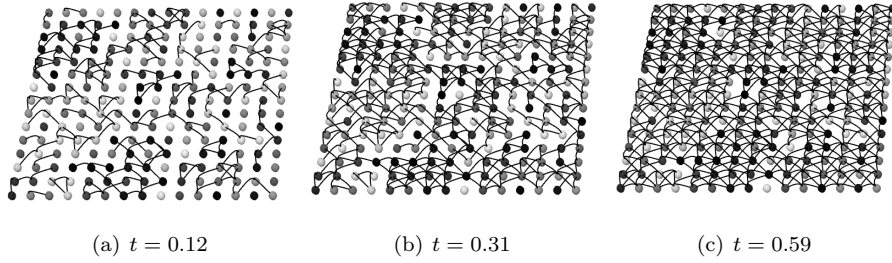 (a) t = 0.12
(b) t = 0.31
(c) t = 0.59